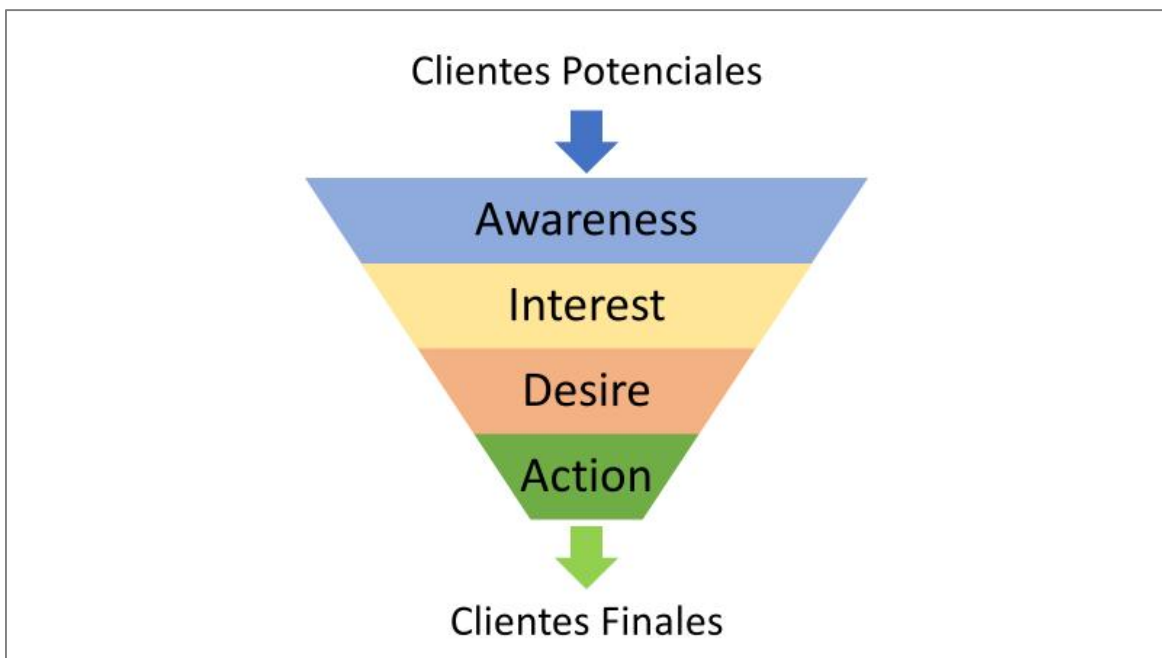 Clientes Potenciales
Awareness
Interest
Desire
Action
Clientes Finales